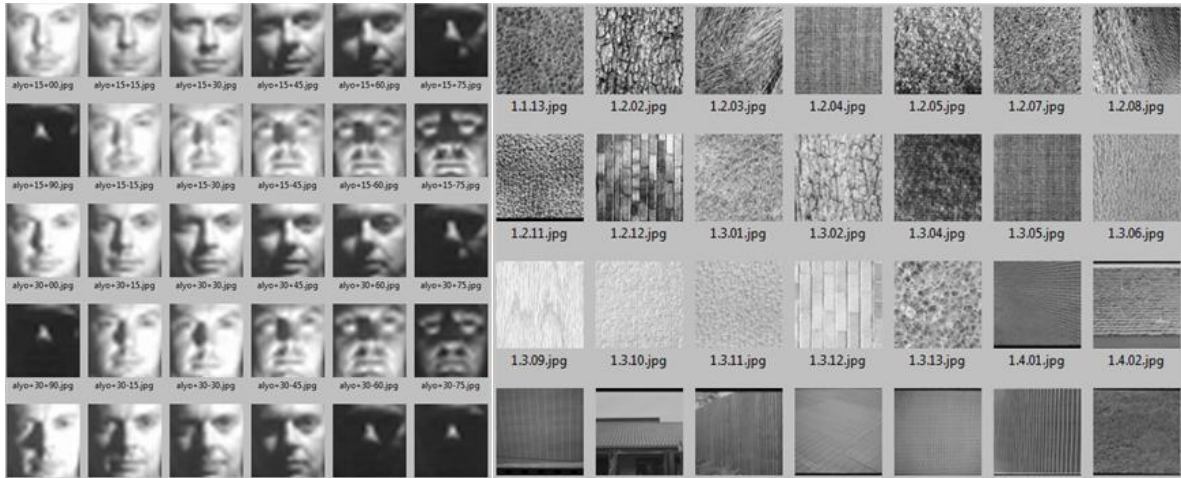 alyo+15+00.jpg alyo+15+15.jpg alyo+15+30.jpg alyo+15+45.jpg alyo+15+60.jpg alyo+15+75.jpg
alyo+15+90.jpg alyo+15-15.jpg alyo+15-30.jpg alyo+15-45.jpg alyo+15-60.jpg alyo+15-75.jpg
alyo+30+00.jpg alyo+30+15.jpg alyo+30+30.jpg alyo+30+45.jpg alyo+30+60.jpg alyo+30+75.jpg
alyo+30+90.jpg alyo+30-15.jpg alyo+30-30.jpg alyo+30-45.jpg alyo+30-60.jpg alyo+30-75.jpg
1.1.13.jpg 1.2.02.jpg 1.2.03.jpg 1.2.04.jpg 1.2.05.jpg 1.2.07.jpg 1.2.08.jpg
1.2.11.jpg 1.2.12.jpg 1.3.01.jpg 1.3.02.jpg 1.3.04.jpg 1.3.05.jpg 1.3.06.jpg
1.3.09.jpg 1.3.10.jpg 1.3.11.jpg 1.3.12.jpg 1.3.13.jpg 1.4.01.jpg 1.4.02.jpg